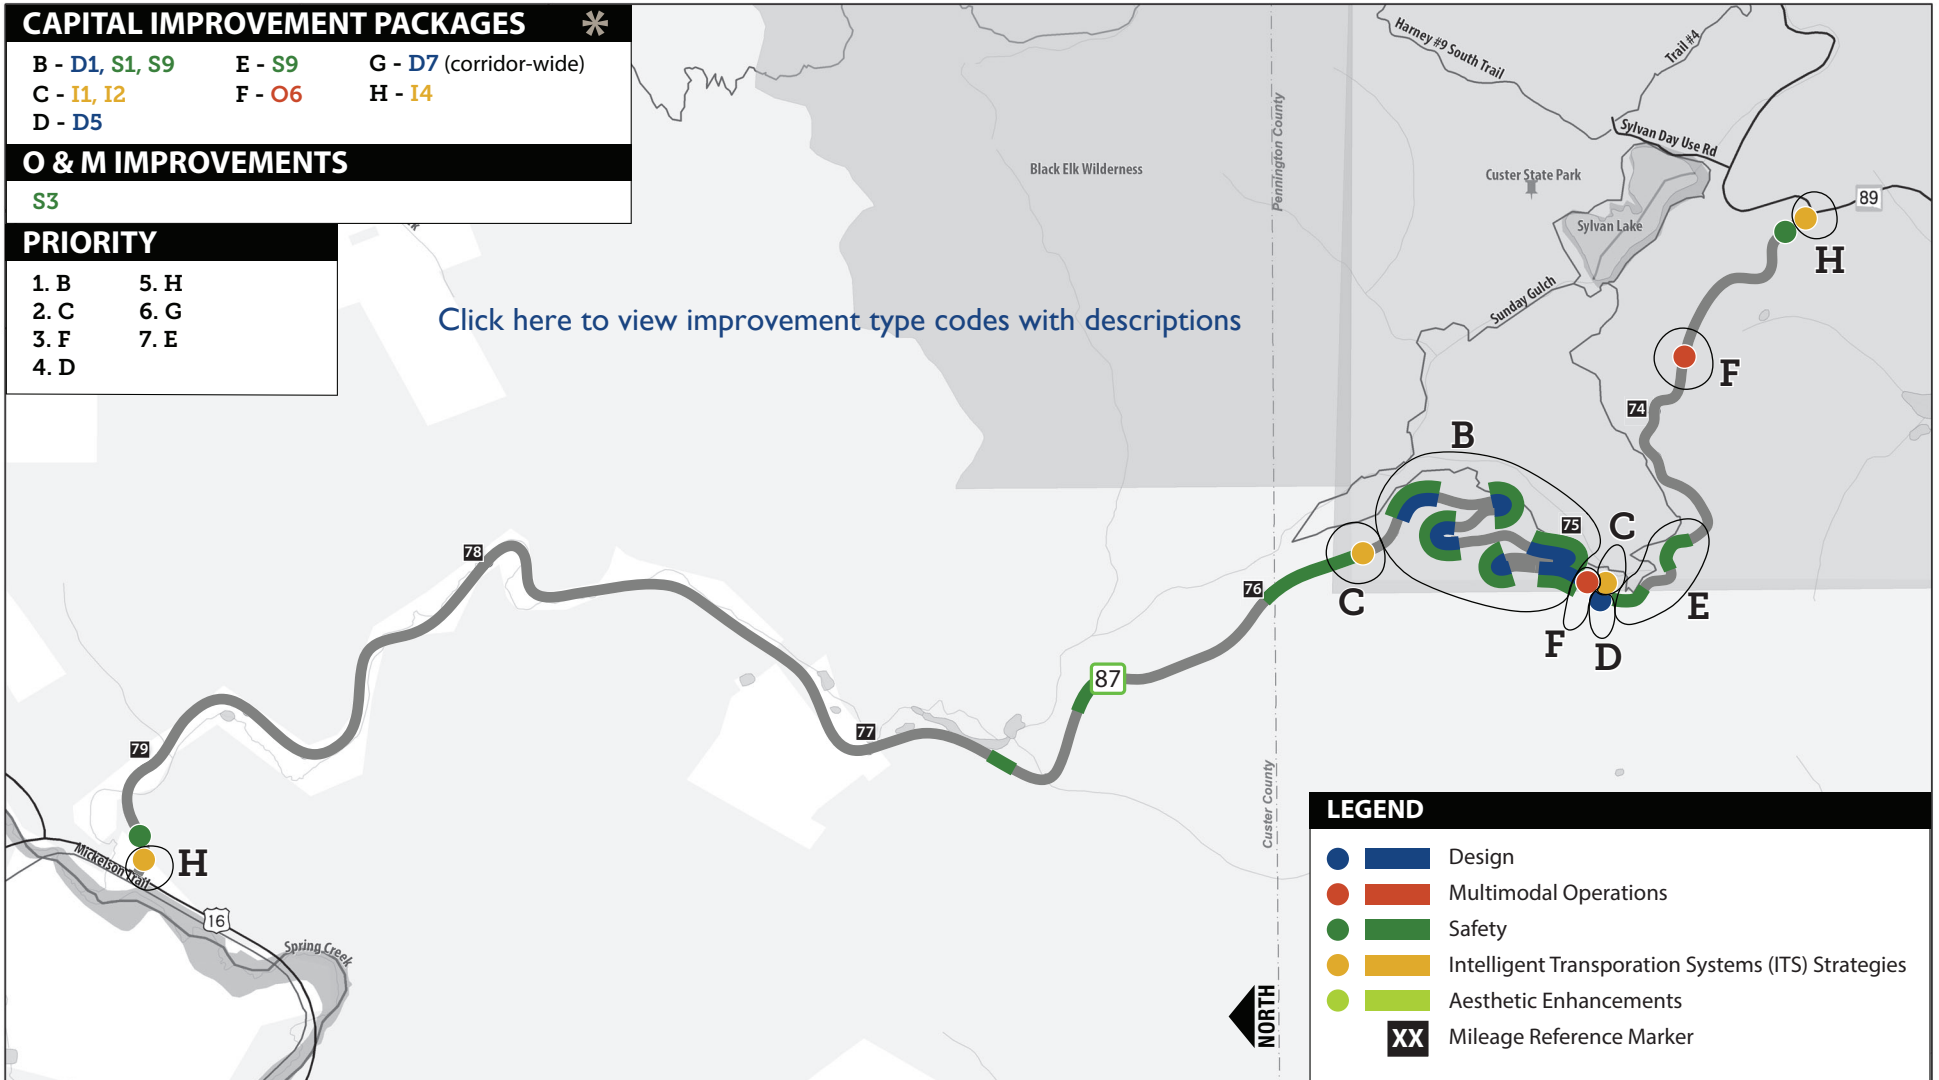 CAPITAL IMPROVEMENT PACKAGES *
B - D1, S1, S9
E - S9
G - D7 (corridor-wide)
C - I1, I2
F - O6
H - I4
D - D5
O & M IMPROVEMENTS
S3
PRIORITY
1. B
5. H
2. C
6. G
3. F
7. E
4. D
Click here to view improvement type codes with descriptions
Harney #9 South Trail
Trail #4
Sylvan Day Use Rd
Pennington County
Black Elk Wilderness
Custer State Park
Sylvan Lake
89
H
Sunday Gulch
F
74
B
75
C
78
76
C
E
F
D
87
77
79
Custer County
H
Mickelson Trail
16
Spring Creek
NORTH
LEGEND
Design
Multimodal Operations
Safety
Intelligent Transporation Systems (ITS) Strategies
Aesthetic Enhancements
XX Mileage Reference Marker